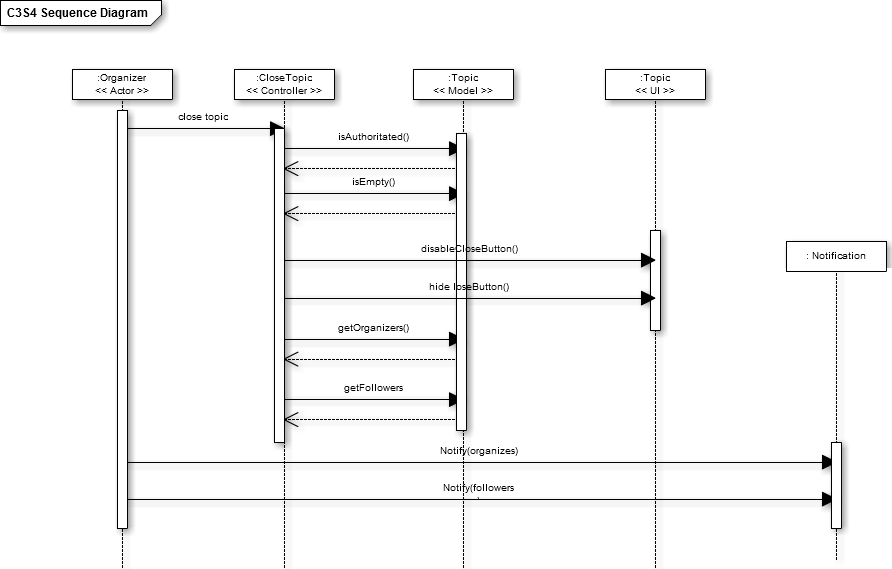 C3S4 Sequence Diagram
:Organizer
<< Actor >>
:CloseTopic
<< Controller >>
:Topic
<< Model >>
:Topic
<< UI >>
close topic
isAuthoritated()
isEmpty()
disableCloseButton()
: Notification
hide loseButton()
getOrganizers()
getFollowers
Notify(organizes)
Notify(followers